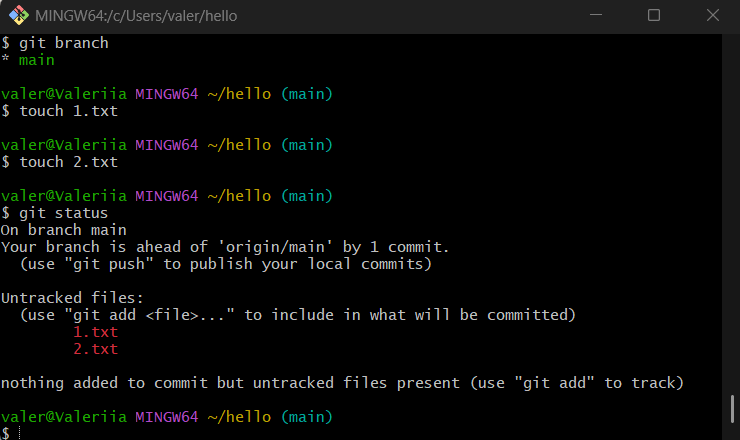 MINGW64:/c/Users/valer/hello
$ git branch
* main
valer@Valeriia MINGW64 ~/hello (main)
$ touch 1.txt
valer@Valeriia MINGW64 ~/hello (main)
$ touch 2.txt
valer@Valeriia MINGW64 ~/hello (main)
$ git status
On branch main
Your branch is ahead of 'origin/main' by 1 commit.
  (use "git push" to publish your local commits)
Untracked files:
  (use "git add <file>..." to include in what will be committed)
        1.txt
        2.txt
nothing added to commit but untracked files present (use "git add" to track)
valer@Valeriia MINGW64 ~/hello (main)
$